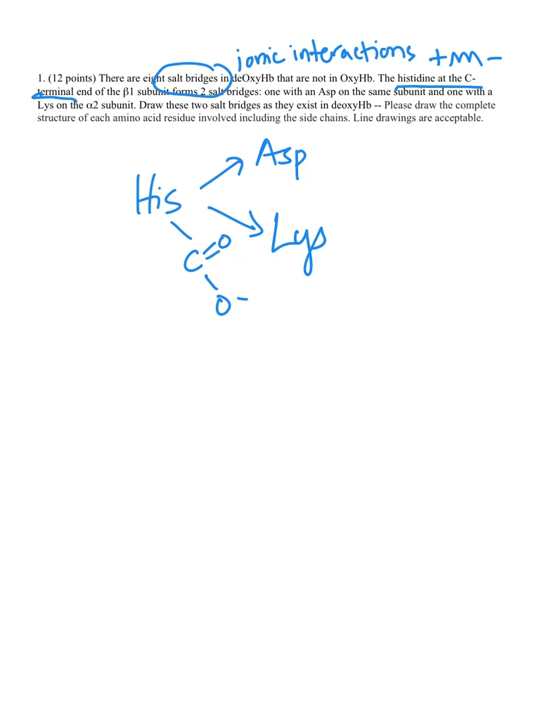 ionic interactions + m -
1. (12 points) There are eight salt bridges in deOxyHb that are not in OxyHb. The histidine at the C-
terminal end of the β1 subunit forms 2 salt bridges: one with an Asp on the same subunit and one with a
Lys on the α2 subunit. Draw these two salt bridges as they exist in deoxyHb -- Please draw the complete
structure of each amino acid residue involved including the side chains. Line drawings are acceptable.
Asp
His
Lys
C=O
O-